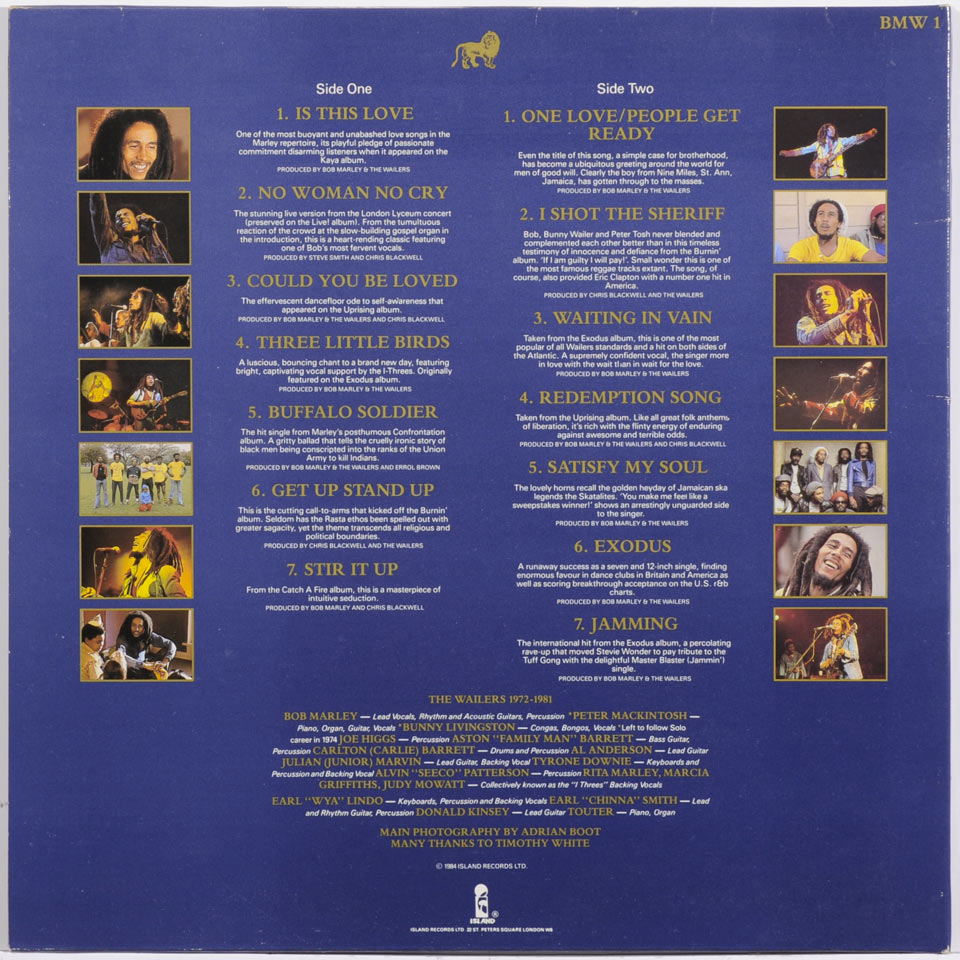 BMW 1
Side One
1. IS THIS LOVE
One of the most buoyant and unabashed love songs in the
Marley repertoire, its playful pledge of passionate
commitment disarming listeners when it appeared on the
Kaya album.
PRODUCED BY BOB MARLEY & THE WAILERS
2. NO WOMAN NO CRY
The stunning live version from the London Lyceum concert
(preserved on the Live! album). From the tumultuous
reaction of the crowd at the slow-building gospel organ in
the introduction, this is a heart-rending classic featuring
one of Bob's most fervent vocals.
PRODUCED BY STEVE SMITH AND CHRIS BLACKWELL
3. COULD YOU BE LOVED
The effervescent dancefloor ode to self-awareness that
appeared on the Uprising album.
PRODUCED BY BOB MARLEY & THE WAILERS AND CHRIS BLACKWELL
4. THREE LITTLE BIRDS
A luscious, bouncing chant to a brand new day, featuring
bright, captivating vocal support by the I-Threes. Originally
featured on the Exodus album.
PRODUCED BY BOB MARLEY & THE WAILERS
5. BUFFALO SOLDIER
The hit single from Marley's posthumous Confrontation
album. A gritty ballad that tells the cruelly ironic story of
black men being conscripted into the ranks of the Union
Army to kill Indians.
PRODUCED BY BOB MARLEY & THE WAILERS AND ERROL BROWN
6. GET UP STAND UP
This is the cutting call-to-arms that kicked off the Burnin'
album. Seldom has the Rasta ethos been spelled out with
greater sagacity, yet the theme transcends all religious and
political boundaries.
PRODUCED BY CHRIS BLACKWELL AND THE WAILERS
7. STIR IT UP
From the Catch A Fire album, this is a masterpiece of
intuitive seduction.
PRODUCED BY BOB MARLEY AND CHRIS BLACKWELL
Side Two
1. ONE LOVE/PEOPLE GET
READY
Even the title of this song, a simple case for brotherhood,
has become a ubiquitous greeting around the world for
men of good will. Clearly the boy from Nine Miles, St. Ann,
Jamaica, has gotten through to the masses.
PRODUCED BY BOB MARLEY & THE WAILERS
2. I SHOT THE SHERIFF
Bob, Bunny Wailer and Peter Tosh never blended and
complemented each other better than in this timeless
testimony of innocence and defiance from the Burnin'
album. 'If I am guilty I will pay!'. Small wonder this is one of
the most famous reggae tracks extant. The song, of
course, also provided Eric Clapton with a number one hit in
America.
PRODUCED BY CHRIS BLACKWELL AND THE WAILERS
3. WAITING IN VAIN
Taken from the Exodus album, this is one of the most
popular of all Wailers standards and a hit on both sides of
the Atlantic. A supremely confident vocal, the singer more
in love with the wait than in wait for the love.
PRODUCED BY BOB MARLEY & THE WAILERS
4. REDEMPTION SONG
Taken from the Uprising album. Like all great folk anthems
of liberation, it's rich with the flinty energy of enduring
against awesome and terrible odds.
PRODUCED BY BOB MARLEY & THE WAILERS AND CHRIS BLACKWELL
5. SATISFY MY SOUL
The lovely horns recall the golden heyday of Jamaican ska
legends the Skatalites. 'You make me feel like a
sweepstakes winner!' shows an arrestingly unguarded side
to the singer.
PRODUCED BY BOB MARLEY & THE WAILERS
6. EXODUS
A runaway success as a seven and 12-inch single, finding
enormous favour in dance clubs in Britain and America as
well as scoring breakthrough acceptance on the U.S. r&b
charts.
PRODUCED BY BOB MARLEY & THE WAILERS
7. JAMMING
The international hit from the Exodus album, a percolating
rave-up that moved Stevie Wonder to pay tribute to the
Tuff Gong with the delightful Master Blaster (Jammin')
single.
PRODUCED BY BOB MARLEY & THE WAILERS
THE WAILERS 1972-1981
BOB MARLEY — Lead Vocals, Rhythm and Acoustic Guitars, Percussion *PETER MACKINTOSH —
Piano, Organ, Guitar, Vocals *BUNNY LIVINGSTON — Congas, Bongos, Vocals *Left to follow Solo
career in 1974 JOE HIGGS — Percussion ASTON "FAMILY MAN" BARRETT — Bass Guitar,
Percussion CARLTON (CARLIE) BARRETT — Drums and Percussion AL ANDERSON — Lead Guitar
JULIAN (JUNIOR) MARVIN — Lead Guitar, Backing Vocal TYRONE DOWNIE — Keyboards and
Percussion and Backing Vocal ALVIN "SEECO" PATTERSON — Percussion RITA MARLEY, MARCIA
GRIFFITHS, JUDY MOWATT — Collectively known as the "I Threes" Backing Vocals
EARL "WYA" LINDO — Keyboards, Percussion and Backing Vocals EARL "CHINNA" SMITH — Lead
and Rhythm Guitar, Percussion DONALD KINSEY — Lead Guitar TOUTER — Piano, Organ
MAIN PHOTOGRAPHY BY ADRIAN BOOT
MANY THANKS TO TIMOTHY WHITE
© 1984 ISLAND RECORDS LTD.
ISLAND ®
ISLAND RECORDS LTD. 22 ST. PETERS SQUARE LONDON W6